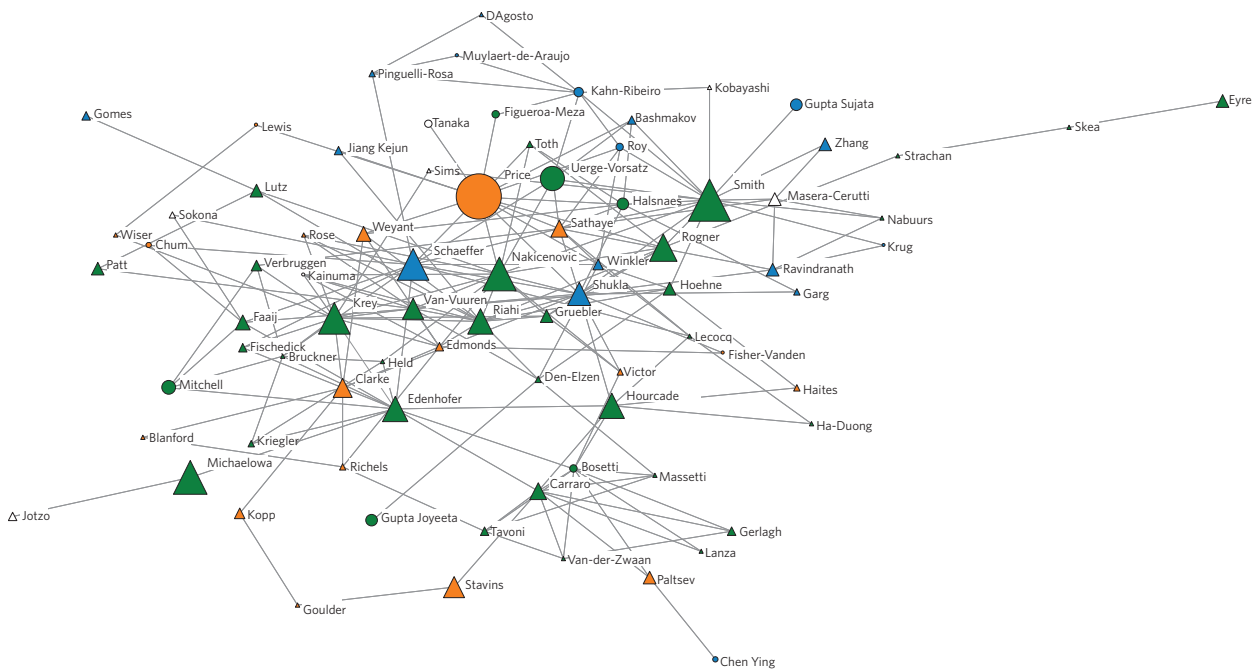 DAgosto
Muylaert-de-Araujo
Pinguelli-Rosa
Kahn-Ribeiro
Kobayashi
Gupta Sujata
Eyre
Gomes
Lewis
Tanaka
Figueroa-Meza
Bashmakov
Skea
Jiang Kejun
Toth
Roy
Zhang
Strachan
Sims
Price
Uerge-Vorsatz
Smith
Lutz
Masera-Cerutti
Halsnaes
Sokona
Nabuurs
Wiser
Rose
Weyant
Sathaye
Rogner
Chum
Schaeffer
Nakicenovic
Krug
Patt
Verbruggen
Kainuma
Winkler
Ravindranath
Shukla
Hoehne
Garg
Krey
Van-Vuuren
Riahi
Gruebler
Faaij
Lecocq
Fischedick
Bruckner
Held
Edmonds
Fisher-Vanden
Mitchell
Clarke
Den-Elzen
Victor
Haites
Edenhofer
Hourcade
Ha-Duong
Blanford
Kriegler
Michaelowa
Richels
Bosetti
Massetti
Carraro
Jotzo
Kopp
Gupta Joyeeta
Tavoni
Gerlagh
Lanza
Van-der-Zwaan
Stavins
Paltsev
Goulder
Chen Ying